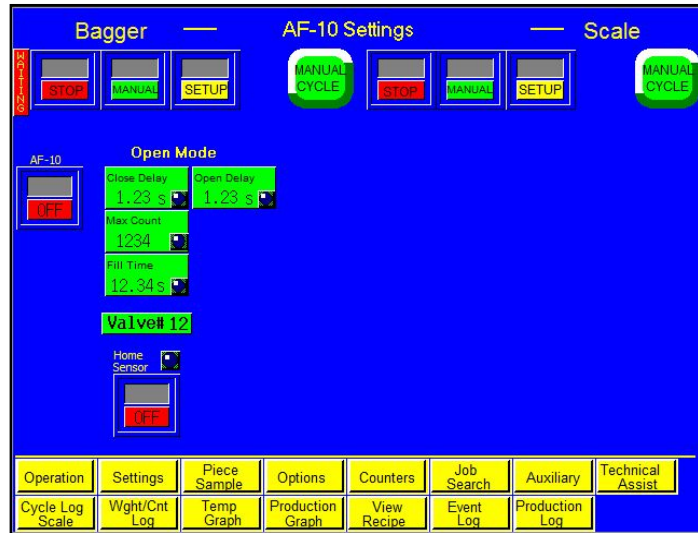 Bagger — AF-10 Settings — Scale
WAITING
STOP MANUAL SETUP MANUAL CYCLE STOP MANUAL SETUP MANUAL CYCLE
AF-10
OFF
Open Mode
Close Delay
1.23 s
Open Delay
1.23 s
Max Count
1234
Fill Time
12.34 s
Valve# 12
Home
Sensor
OFF
Operation
Settings
Piece
Sample
Options
Counters
Job
Search
Auxiliary
Technical
Assist
Cycle Log
Scale
Wght/Cnt
Log
Temp
Graph
Production
Graph
View
Recipe
Event
Log
Production
Log